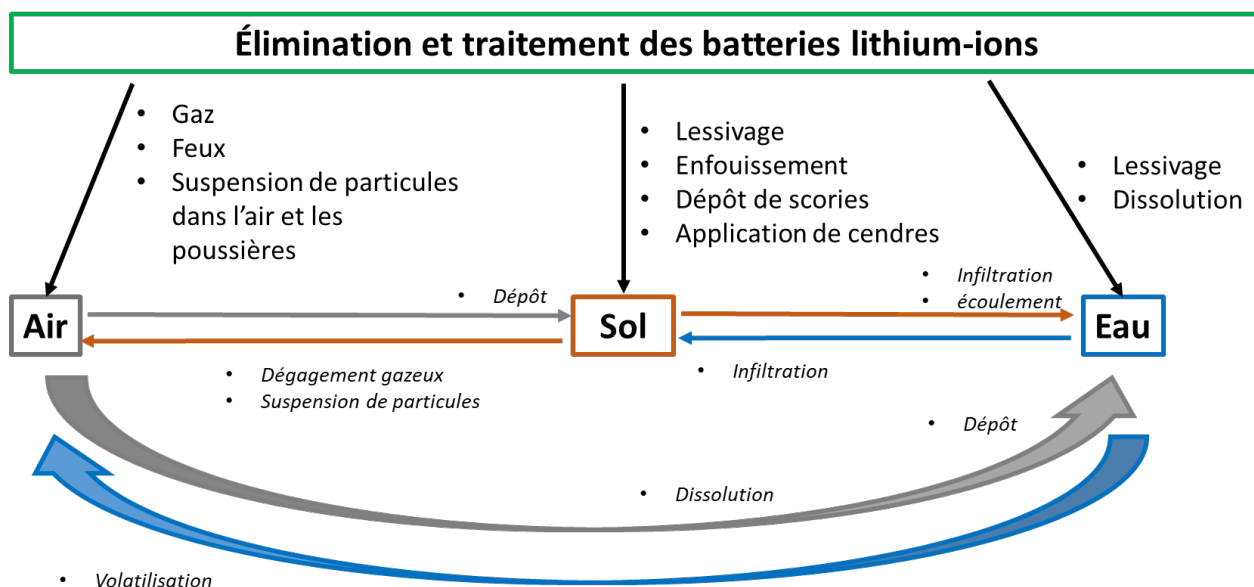 Élimination et traitement des batteries lithium-ions
• Gaz
• Feux
• Suspension de particules
dans l'air et les
poussières
• Lessivage
• Enfouissement
• Dépôt de scories
• Application de cendres
• Lessivage
• Dissolution
• Dépôt
• Infiltration
• écoulement
Air
Sol
Eau
• Dégagement gazeux
• Suspension de particules
• Infiltration
• Dépôt
• Dissolution
• Volatilisation